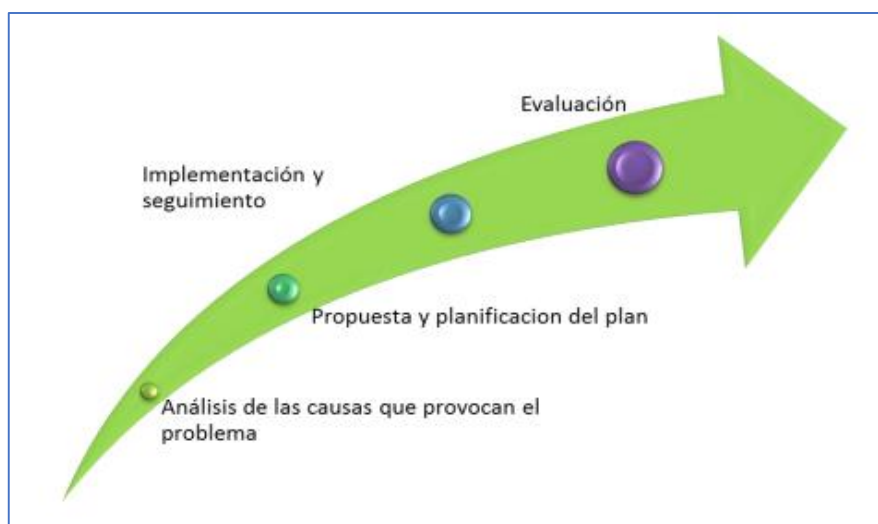 Evaluación
Implementación y
seguimiento
Propuesta y planificacion del plan
Análisis de las causas que provocan el
problema